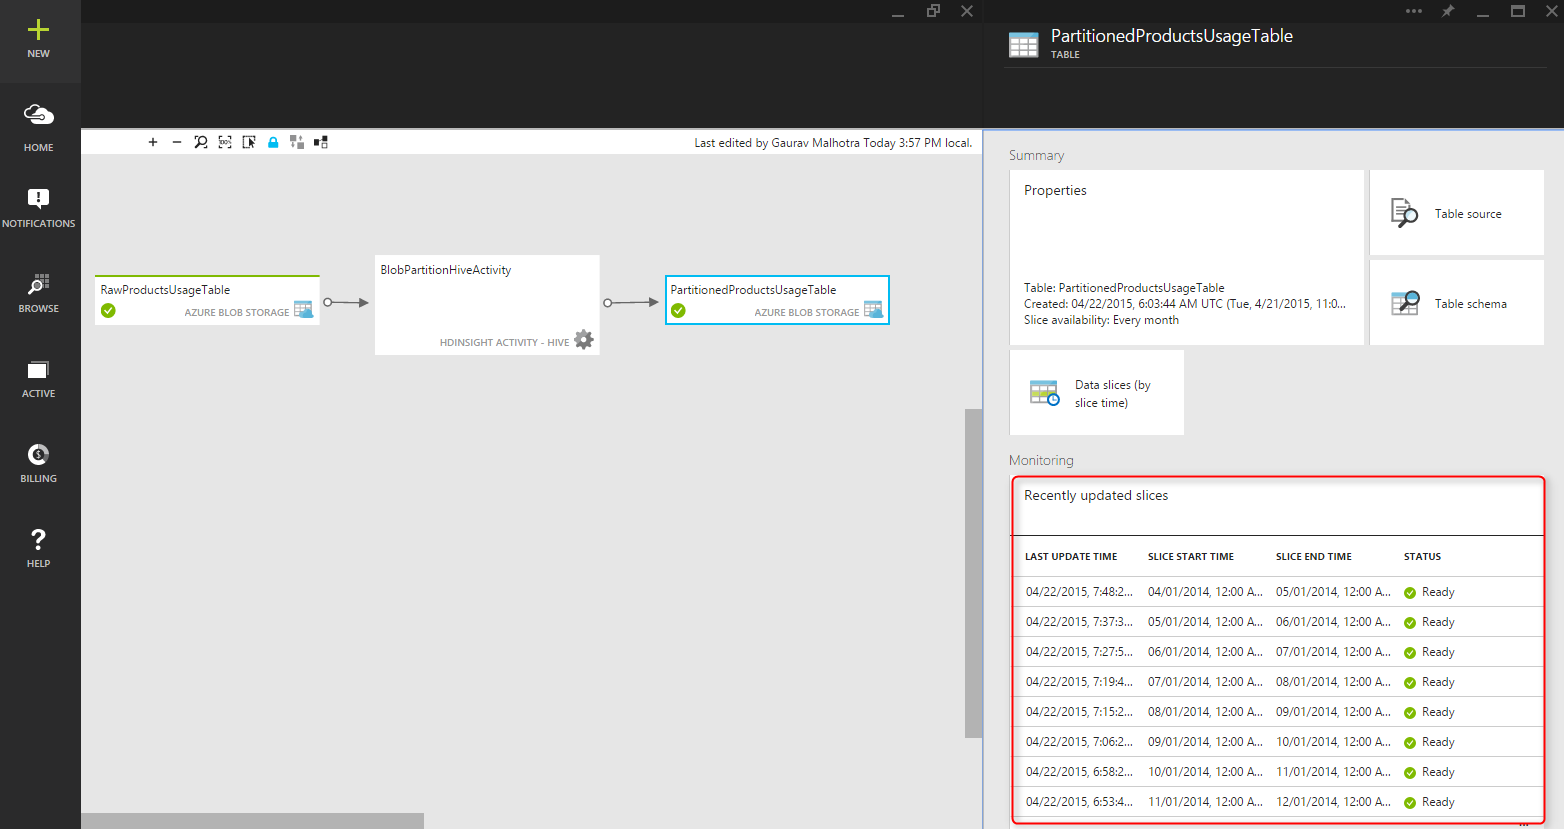 NEW
HOME
NOTIFICATIONS
BROWSE
ACTIVE
BILLING
HELP
100%
Last edited by Gaurav Malhotra Today 3:57 PM local.
RawProductsUsageTable
AZURE BLOB STORAGE
BlobPartitionHiveActivity
HDINSIGHT ACTIVITY - HIVE
PartitionedProductsUsageTable
AZURE BLOB STORAGE
PartitionedProductsUsageTable
TABLE
Summary
Properties
Table: PartitionedProductsUsageTable
Created: 04/22/2015, 6:03:44 AM UTC (Tue, 4/21/2015, 11:0...
Slice availability: Every month
Table source
Table schema
Data slices (by
slice time)
Monitoring
Recently updated slices
LAST UPDATE TIME SLICE START TIME SLICE END TIME STATUS
04/22/2015, 7:48:2... 04/01/2014, 12:00 A... 05/01/2014, 12:00 A... Ready
04/22/2015, 7:37:3... 05/01/2014, 12:00 A... 06/01/2014, 12:00 A... Ready
04/22/2015, 7:27:5... 06/01/2014, 12:00 A... 07/01/2014, 12:00 A... Ready
04/22/2015, 7:19:4... 07/01/2014, 12:00 A... 08/01/2014, 12:00 A... Ready
04/22/2015, 7:15:2... 08/01/2014, 12:00 A... 09/01/2014, 12:00 A... Ready
04/22/2015, 7:06:2... 09/01/2014, 12:00 A... 10/01/2014, 12:00 A... Ready
04/22/2015, 6:58:2... 10/01/2014, 12:00 A... 11/01/2014, 12:00 A... Ready
04/22/2015, 6:53:4... 11/01/2014, 12:00 A... 12/01/2014, 12:00 A... Ready